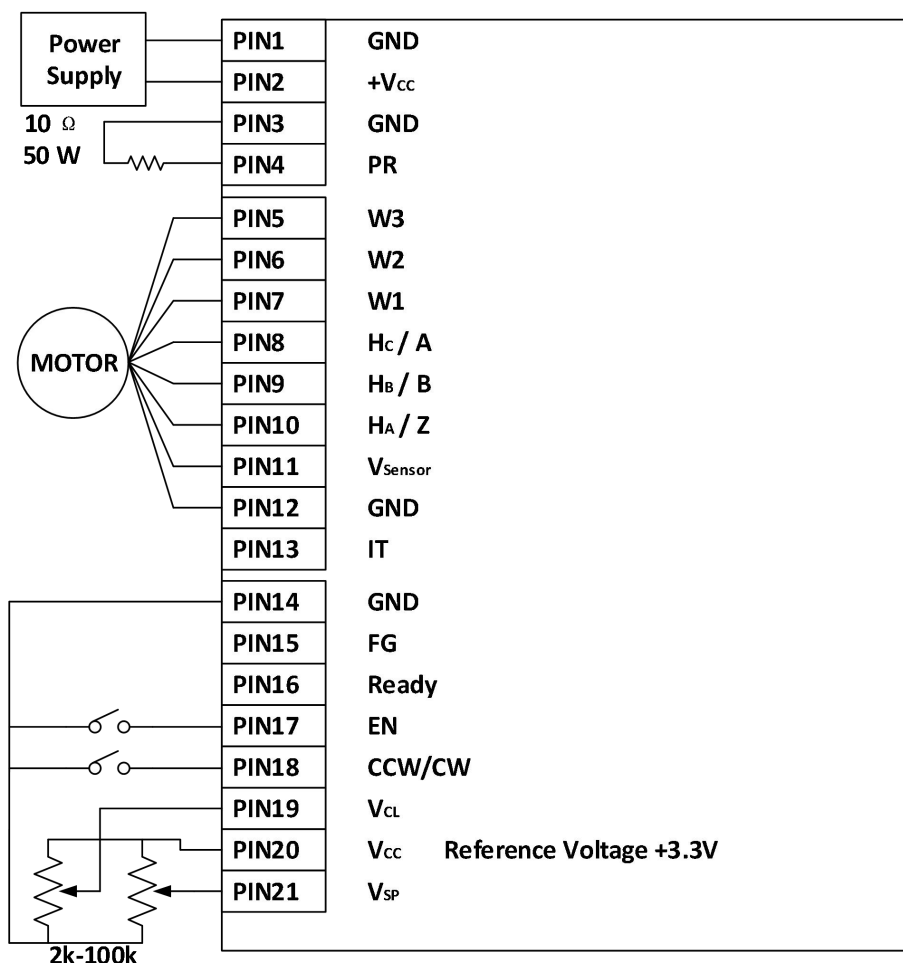 Power
Supply
10 Ω
50 W
PIN1 GND
PIN2 +VCC
PIN3 GND
PIN4 PR
PIN5 W3
PIN6 W2
PIN7 W1
PIN8 HC / A
PIN9 HB / B
PIN10 HA / Z
PIN11 VSensor
PIN12 GND
PIN13 IT
MOTOR
PIN14 GND
PIN15 FG
PIN16 Ready
PIN17 EN
PIN18 CCW/CW
PIN19 VCL
PIN20 VCC Reference Voltage +3.3V
PIN21 VSP
2k-100k